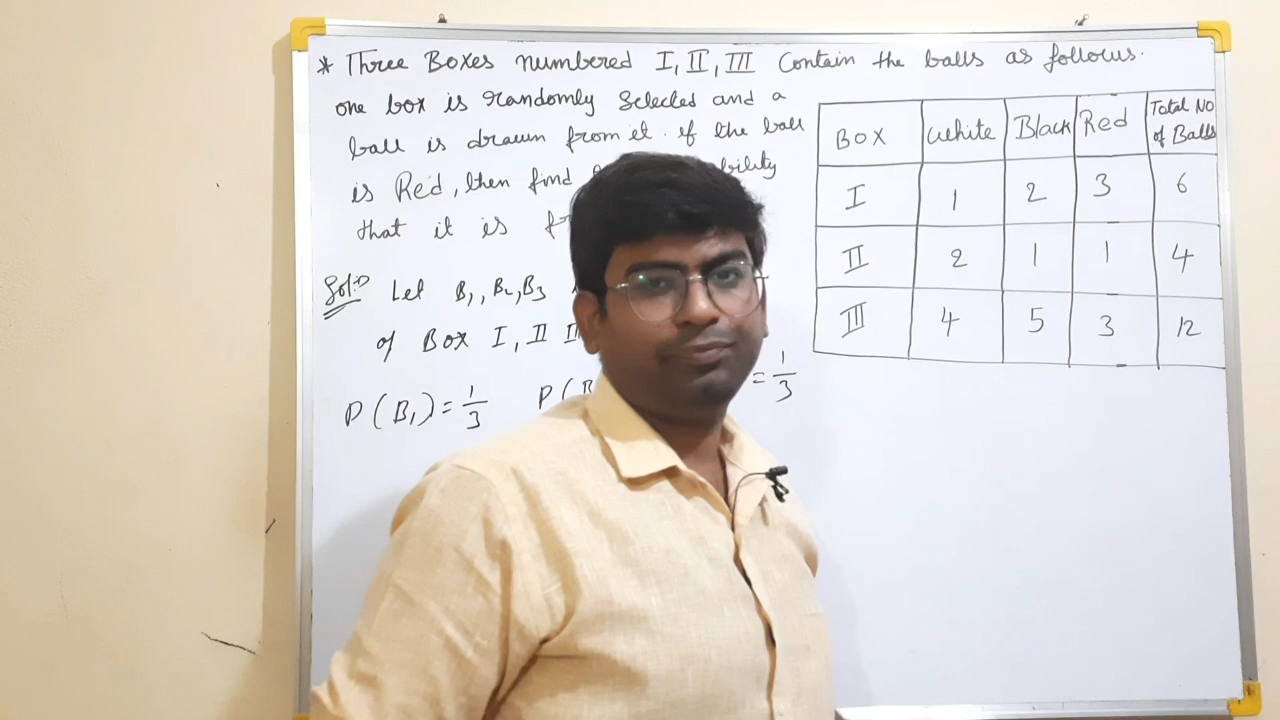 * Three Boxes numbered I, II, III Contain the balls as follows.
one box is randomly Selected and a
ball is drawn from it. if the ball
is Red, then find
that it is
BOX White Black Red Total No of Balls
I 1 2 3 6
II 2 1 1 4
III 4 5 3 12
Sol:
Let B1, B2, B3
of Box I, II
P(B1) = 1/3 P(B = 1/3